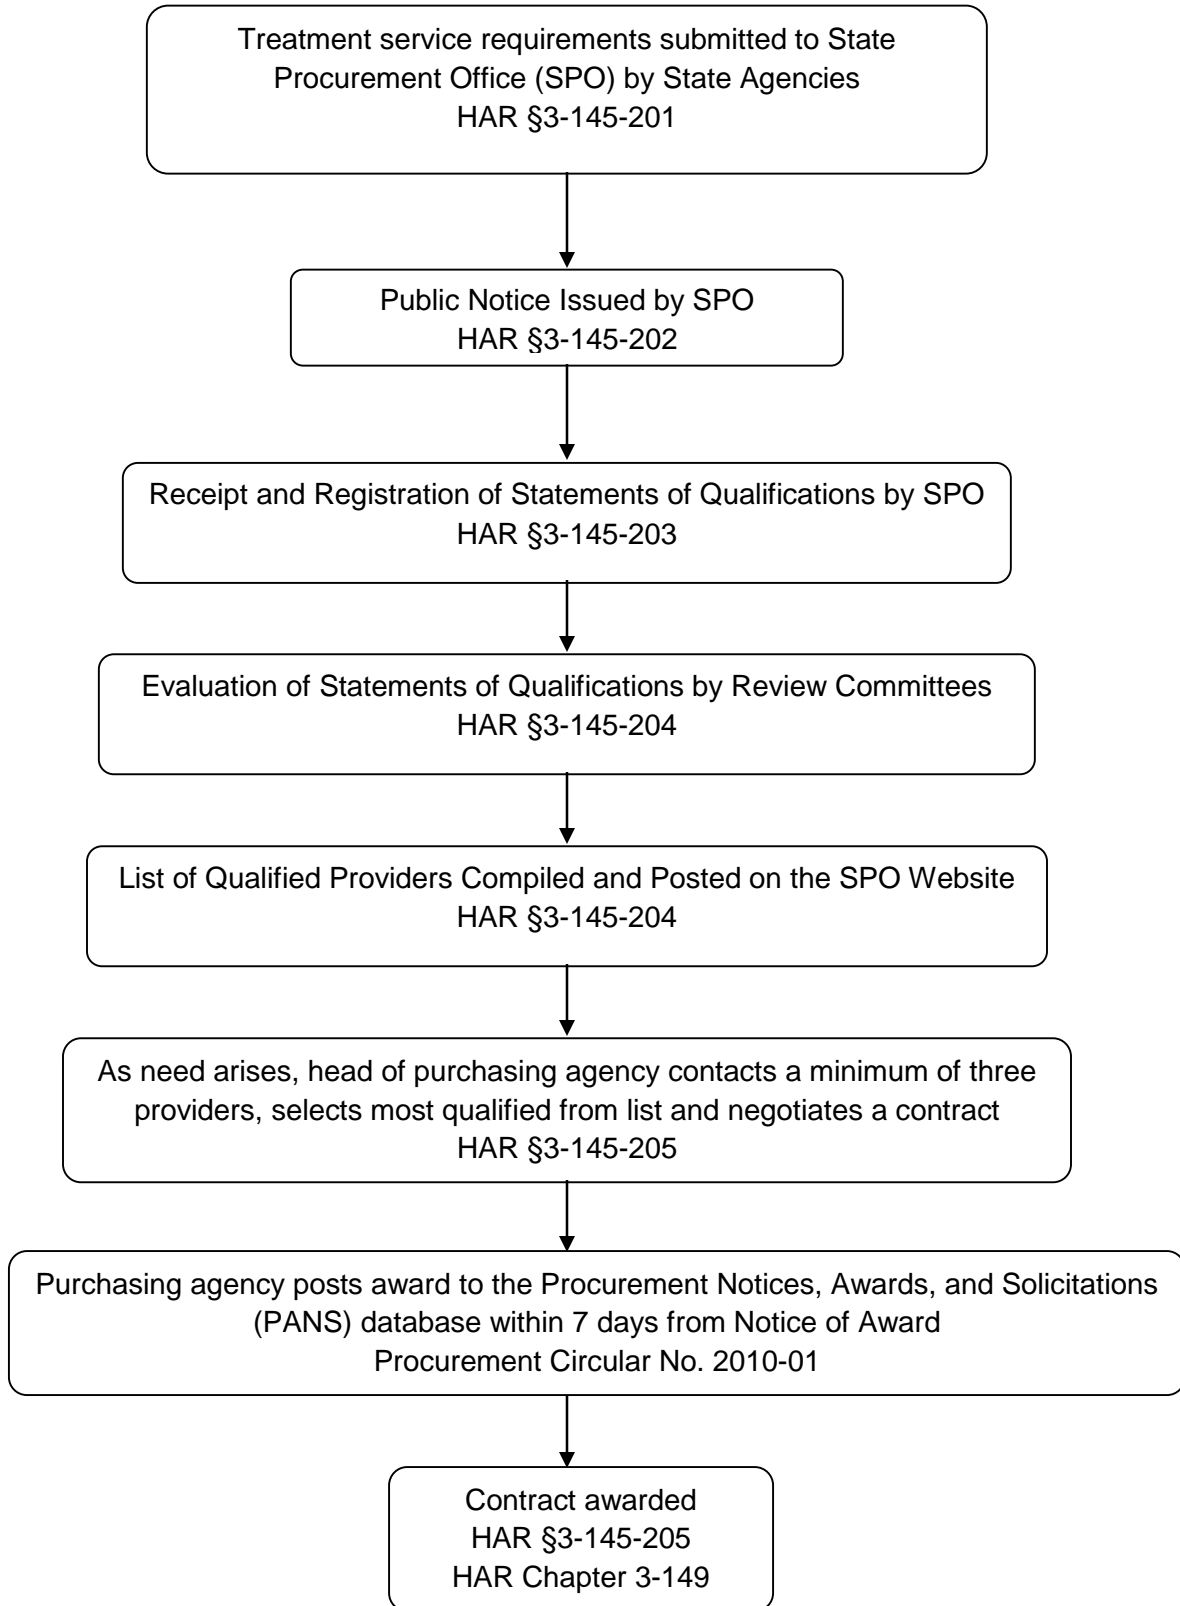 Treatment service requirements submitted to State
Procurement Office (SPO) by State Agencies
HAR §3-145-201
Public Notice Issued by SPO
HAR §3-145-202
Receipt and Registration of Statements of Qualifications by SPO
HAR §3-145-203
Evaluation of Statements of Qualifications by Review Committees
HAR §3-145-204
List of Qualified Providers Compiled and Posted on the SPO Website
HAR §3-145-204
As need arises, head of purchasing agency contacts a minimum of three
providers, selects most qualified from list and negotiates a contract
HAR §3-145-205
Purchasing agency posts award to the Procurement Notices, Awards, and Solicitations
(PANS) database within 7 days from Notice of Award
Procurement Circular No. 2010-01
Contract awarded
HAR §3-145-205
HAR Chapter 3-149